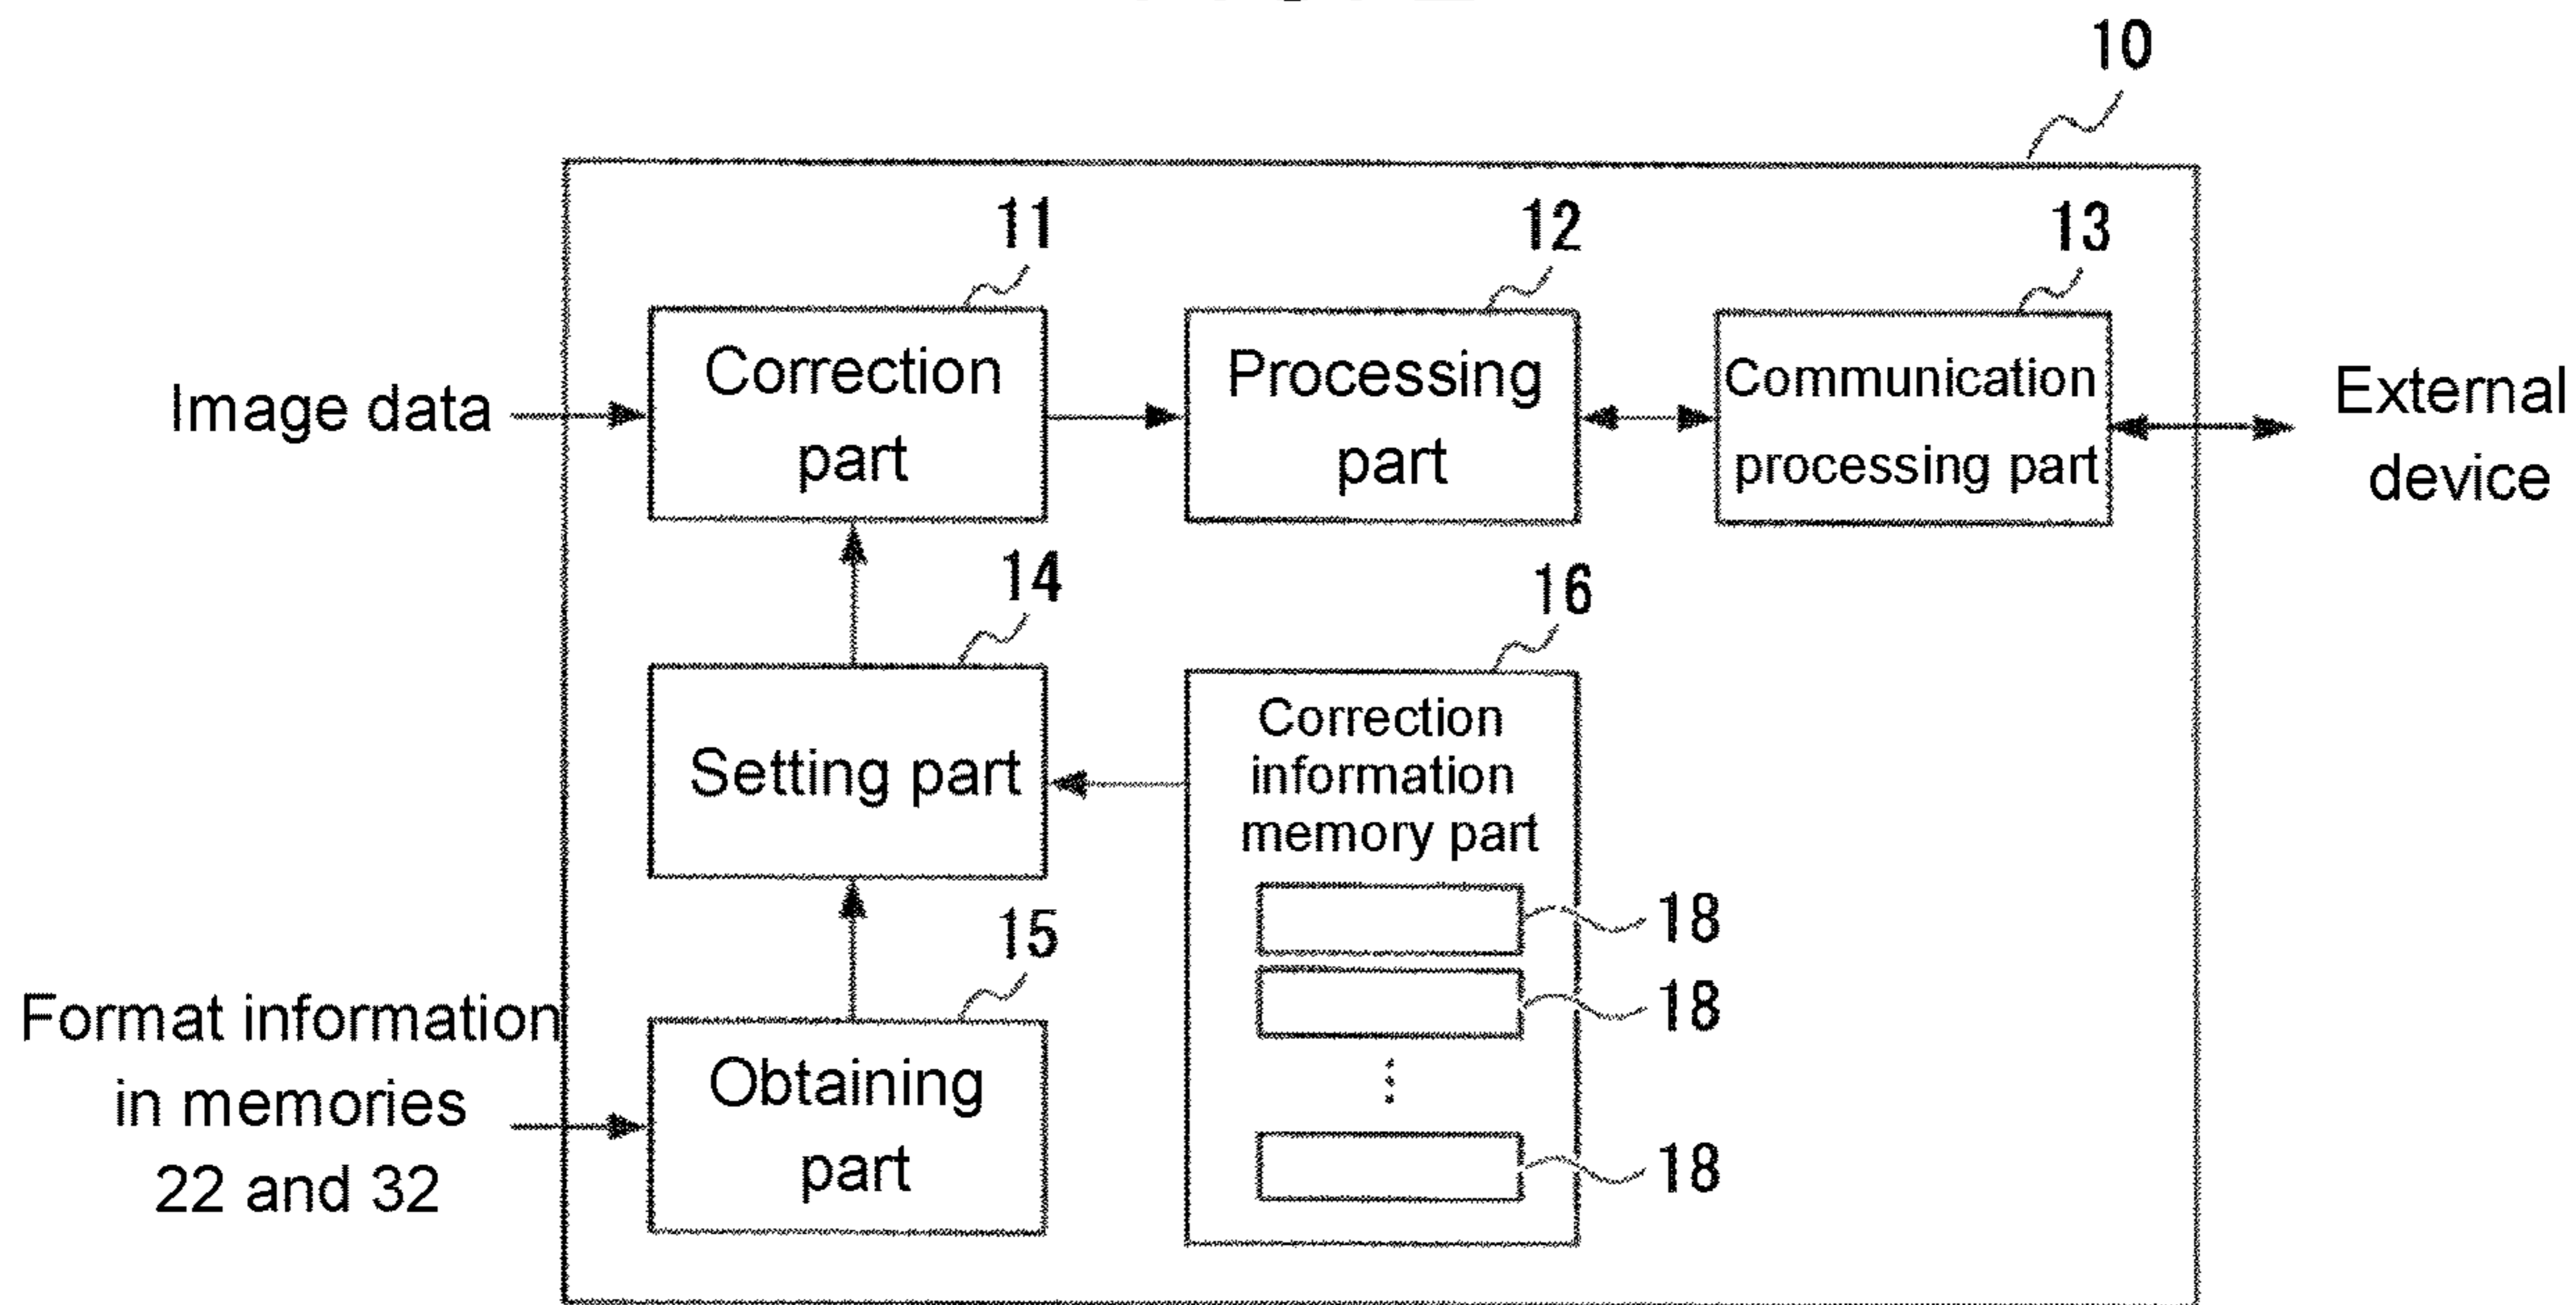 10
11
12
13
Image data
Correction
part
Processing
part
Communication
processing part
External
device
14
16
Setting part
Correction
information
memory part
15
18
18
18
Format information
in memories
22 and 32
Obtaining
part